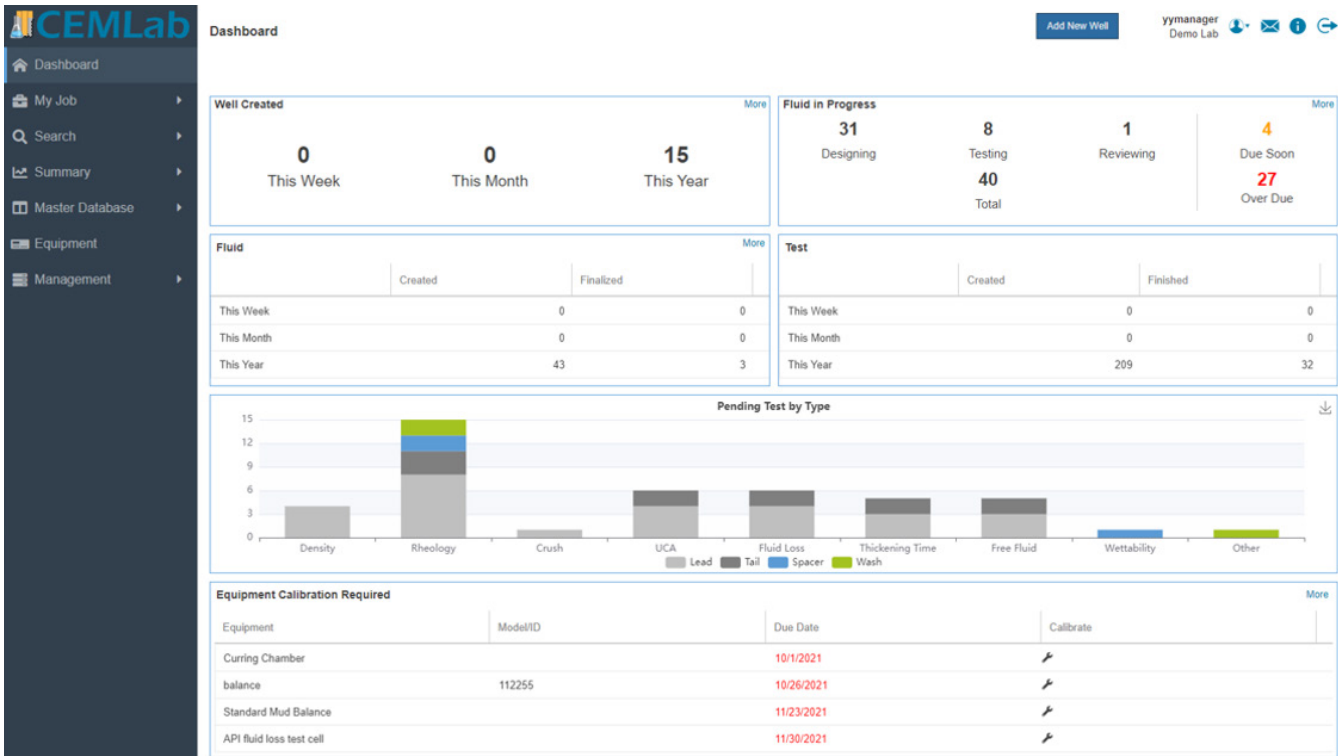 CEMLab
Dashboard
My Job
Search
Summary
Master Database
Equipment
Management
Dashboard
Add New Well
yymanager
Demo Lab
Well Created More
0 0 15
This Week This Month This Year
Fluid in Progress More
31 8 1 4
Designing Testing Reviewing Due Soon
40 27
Total Over Due
Fluid More
Created Finalized
This Week 0 0
This Month 0 0
This Year 43 3
Test
Created Finished
This Week 0 0
This Month 0 0
This Year 209 32
Pending Test by Type
15
12
9
6
3
0
Density Rheology Crush UCA Fluid Loss Thickening Time Free Fluid Wettability Other
Lead Tail Spacer Wash
Equipment Calibration Required More
Equipment Model/ID Due Date Calibrate
Curring Chamber 10/1/2021
balance 112255 10/26/2021
Standard Mud Balance 11/23/2021
API fluid loss test cell 11/30/2021